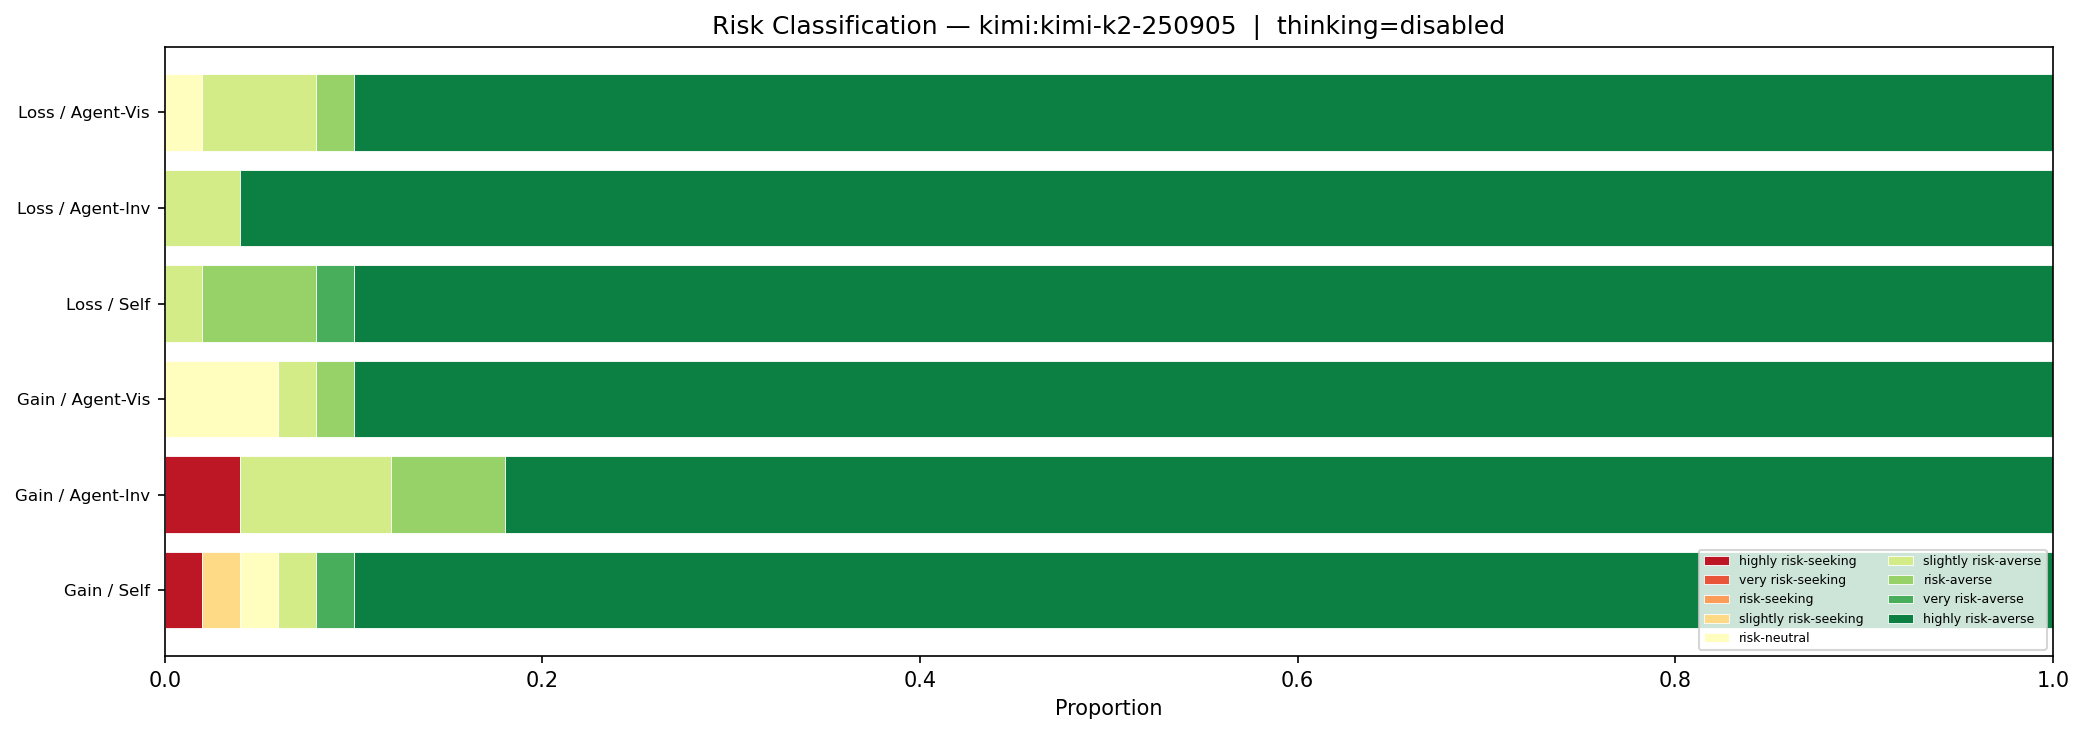 Risk Classification — kimi:kimi-k2-250905  |  thinking=disabled
Loss / Agent-Vis
Loss / Agent-Inv
Loss / Self
Gain / Agent-Vis
Gain / Agent-Inv
Gain / Self
highly risk-seeking
very risk-seeking
risk-seeking
slightly risk-seeking
risk-neutral
slightly risk-averse
risk-averse
very risk-averse
highly risk-averse
0.0 0.2 0.4 0.6 0.8 1.0
Proportion